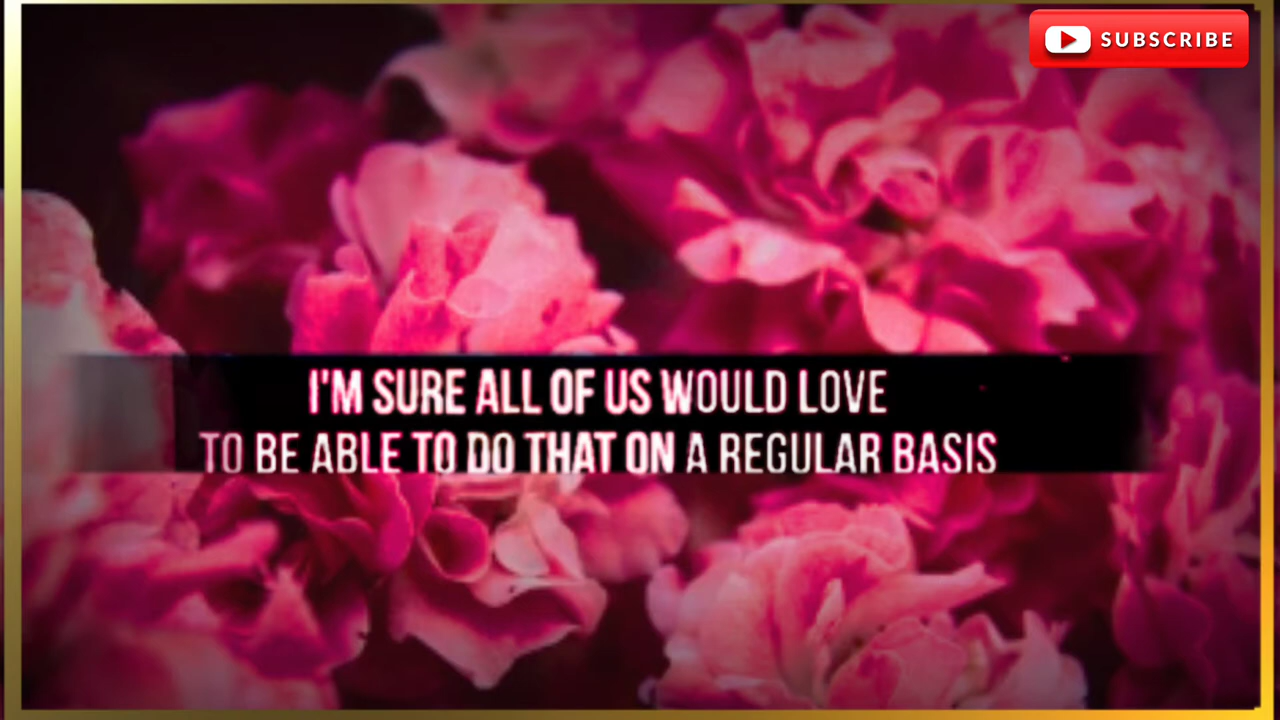 SUBSCRIBE
I'M SURE ALL OF US WOULD LOVE
TO BE ABLE TO DO THAT ON A REGULAR BASIS